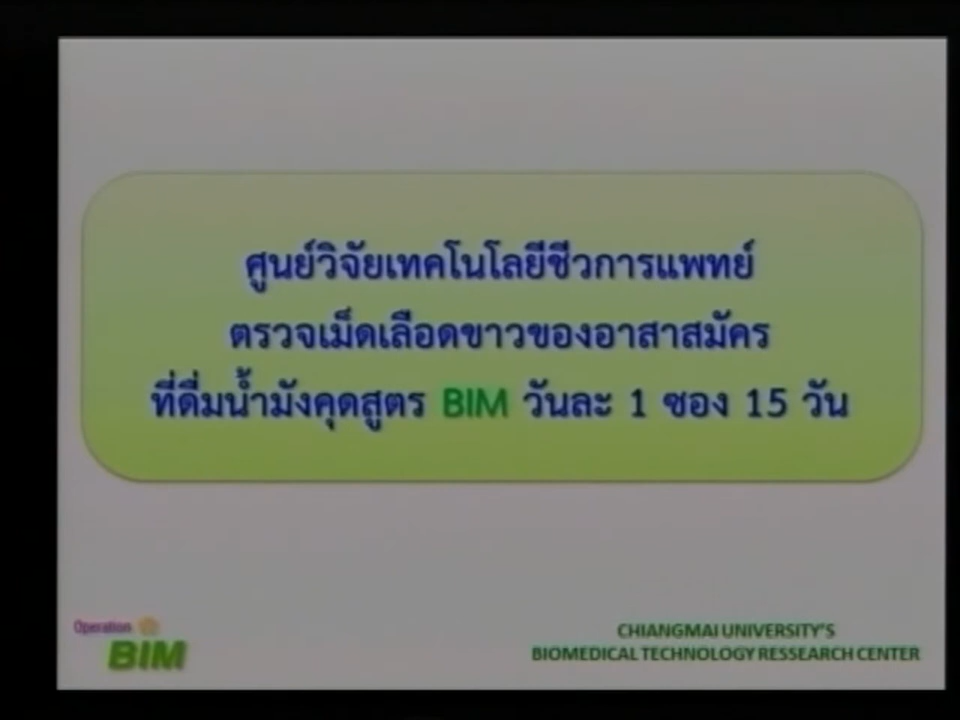 ศูนย์วิจัยเทคโนโลยีชีวการแพทย์
ตรวจเม็ดเลือดขาวของอาสาสมัคร
ที่ดื่มน้ำมังคุดสูตร BIM วันละ 1 ซอง 15 วัน
Operation
BIM
CHIANGMAI UNIVERSITY'S
BIOMEDICAL TECHNOLOGY RESSEARCH CENTER